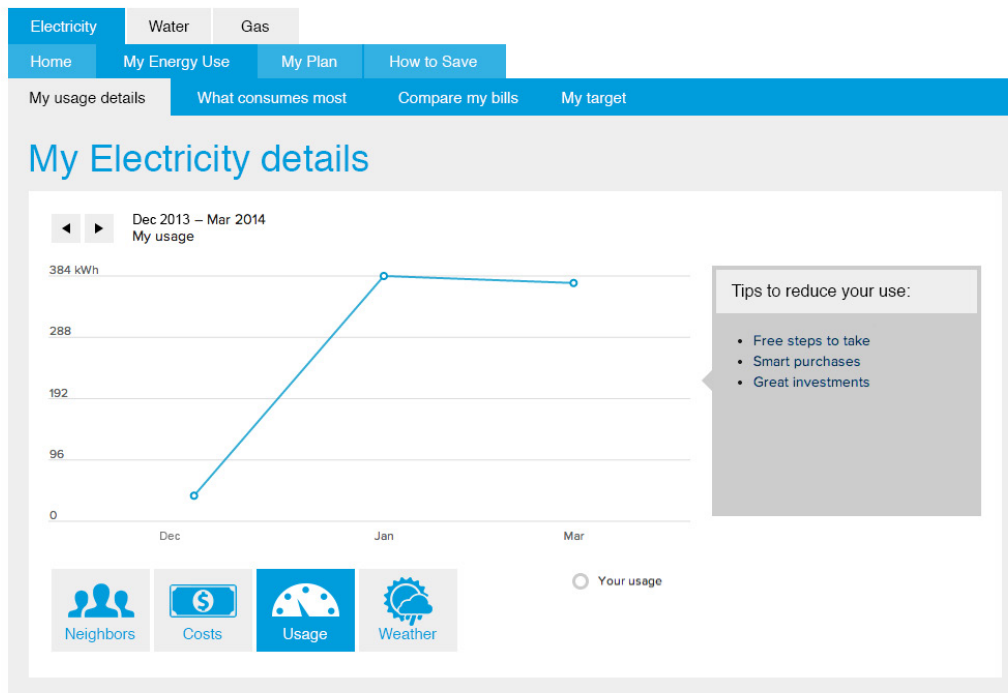 Electricity Water Gas
Home My Energy Use My Plan How to Save
My usage details What consumes most Compare my bills My target
My Electricity details
Dec 2013 – Mar 2014
My usage
384 kWh
288
192
96
0
Dec Jan Mar
Tips to reduce your use:
• Free steps to take
• Smart purchases
• Great investments
Your usage
Neighbors Costs Usage Weather